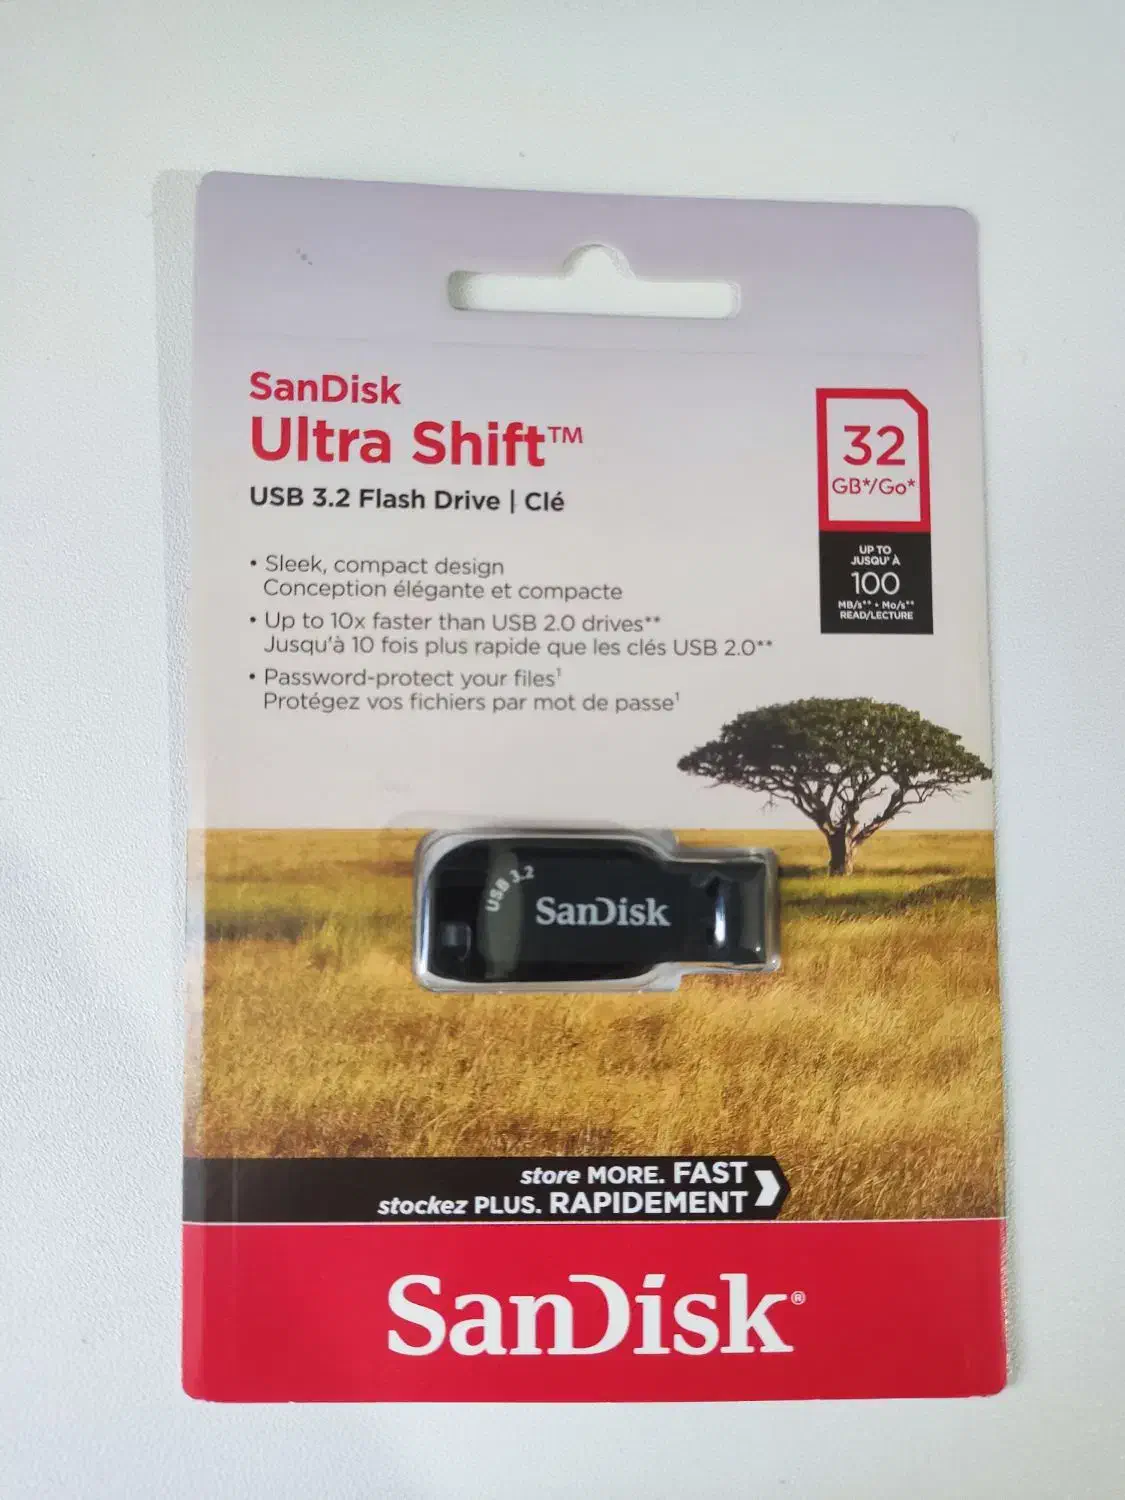 SanDisk
Ultra Shift™
USB 3.2 Flash Drive | Clé
32
GB*/Go*
UP TO
JUSQU' À
100
MB/s** • Mo/s**
READ/LECTURE
• Sleek, compact design
Conception élégante et compacte
• Up to 10x faster than USB 2.0 drives**
Jusqu'à 10 fois plus rapide que les clés USB 2.0**
• Password-protect your files¹
Protégez vos fichiers par mot de passe¹
USB 3.2
SanDisk
store MORE. FAST
stockez PLUS. RAPIDEMENT
SanDisk®